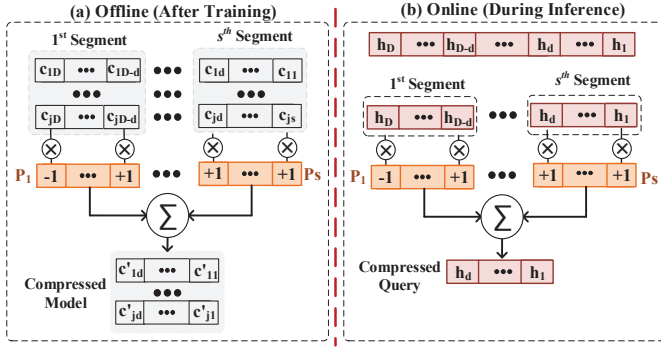 (a) Offline (After Training)
1st Segment
sth Segment
c1D ••• c1D-d ••• c1d ••• c11
••• ••• •••
cjD ••• cjD-d ••• cjd ••• cjs
P1 -1 ••• +1 ••• +1 ••• +1 Ps
∑
Compressed
Model
c'1d ••• c'11
•••
c'jd ••• c'j1
(b) Online (During Inference)
hD ••• hD-d ••• hd ••• h1
1st Segment
sth Segment
hD ••• hD-d ••• hd ••• h1
P1 -1 ••• +1 ••• +1 ••• +1 Ps
∑
Compressed
Query
hd ••• h1